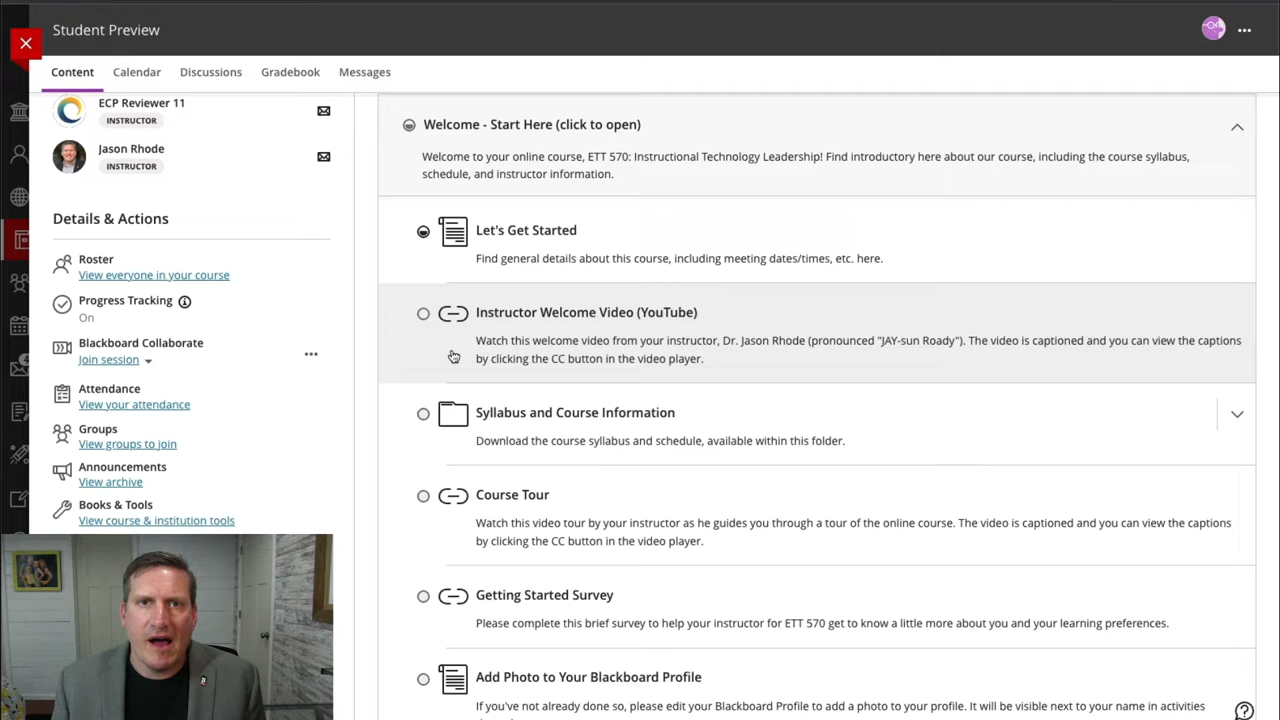 Student Preview
Content
Calendar
Discussions
Gradebook
Messages
ECP Reviewer 11
INSTRUCTOR
Jason Rhode
INSTRUCTOR
Details & Actions
Roster
View everyone in your course
Progress Tracking
On
Blackboard Collaborate
Join session
Attendance
View your attendance
Groups
View groups to join
Announcements
View archive
Books & Tools
View course & institution tools
Welcome - Start Here (click to open)
Welcome to your online course, ETT 570: Instructional Technology Leadership! Find introductory here about our course, including the course syllabus,
schedule, and instructor information.
Let's Get Started
Find general details about this course, including meeting dates/times, etc. here.
Instructor Welcome Video (YouTube)
Watch this welcome video from your instructor, Dr. Jason Rhode (pronounced "JAY-sun Roady"). The video is captioned and you can view the captions
by clicking the CC button in the video player.
Syllabus and Course Information
Download the course syllabus and schedule, available within this folder.
Course Tour
Watch this video tour by your instructor as he guides you through a tour of the online course. The video is captioned and you can view the captions
by clicking the CC button in the video player.
Getting Started Survey
Please complete this brief survey to help your instructor for ETT 570 get to know a little more about you and your learning preferences.
Add Photo to Your Blackboard Profile
If you've not already done so, please edit your Blackboard Profile to add a photo to your profile. It will be visible next to your name in activities